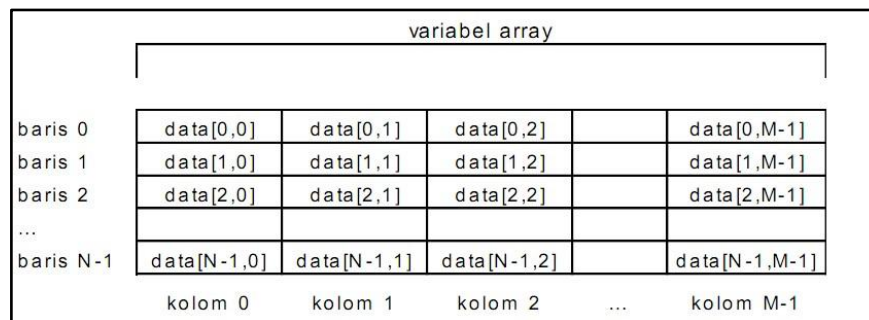 variabel array
baris 0 data[0,0] data[0,1] data[0,2] data[0,M-1]
baris 1 data[1,0] data[1,1] data[1,2] data[1,M-1]
baris 2 data[2,0] data[2,1] data[2,2] data[2,M-1]
...
baris N-1 data[N-1,0] data[N-1,1] data[N-1,2] data[N-1,M-1]
kolom 0 kolom 1 kolom 2 ... kolom M-1